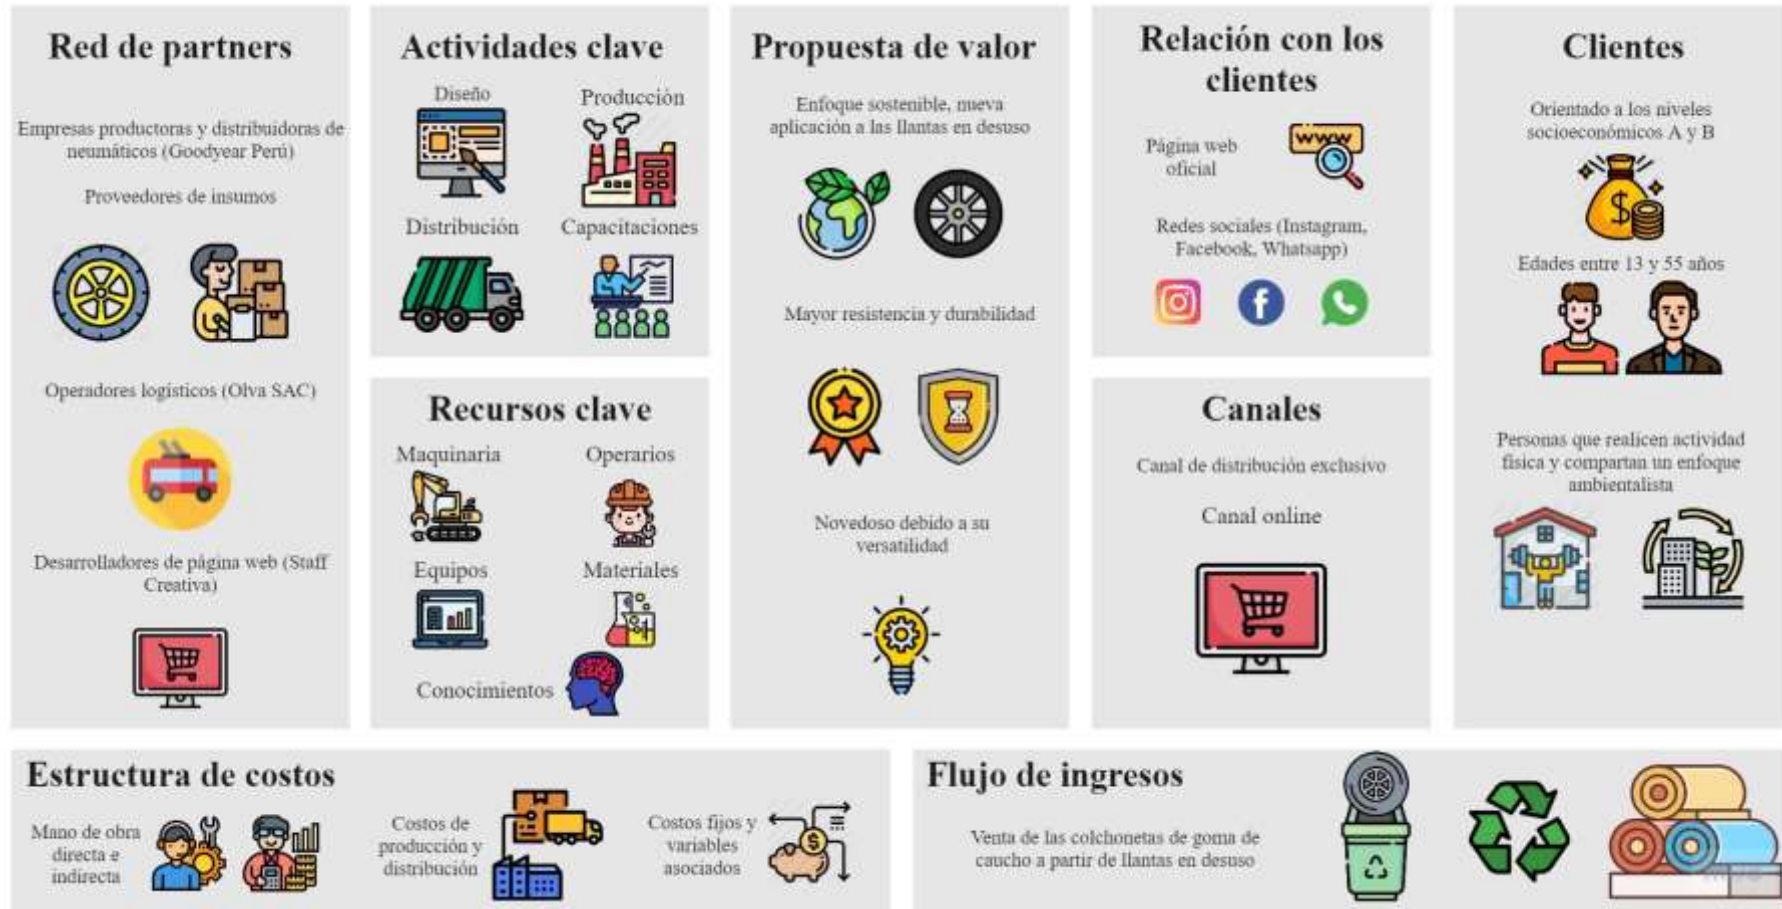 Red de partners
Empresas productoras y distribuidoras de
neumáticos (Goodyear Perú)
Proveedores de insumos
Operadores logísticos (Olva SAC)
Desarrolladores de página web (Staff
Creativa)
Actividades clave
Diseño
Producción
Distribución
Capacitaciones
Recursos clave
Maquinaria
Operarios
Equipos
Materiales
Conocimientos
Propuesta de valor
Enfoque sostenible, nueva
aplicación a las llantas en desuso
Mayor resistencia y durabilidad
Novedoso debido a su
versatilidad
Relación con los
clientes
Página web
oficial
www
Redes sociales (Instagram,
Facebook, Whatsapp)
Canales
Canal de distribución exclusivo
Canal online
Clientes
Orientado a los niveles
socioeconómicos A y B
Edades entre 13 y 55 años
Personas que realicen actividad
física y compartan un enfoque
ambientalista
Estructura de costos
Mano de obra
directa e
indirecta
Costos de
producción y
distribución
Costos fijos y
variables
asociados
Flujo de ingresos
Venta de las colchonetas de goma de
caucho a partir de llantas en desuso